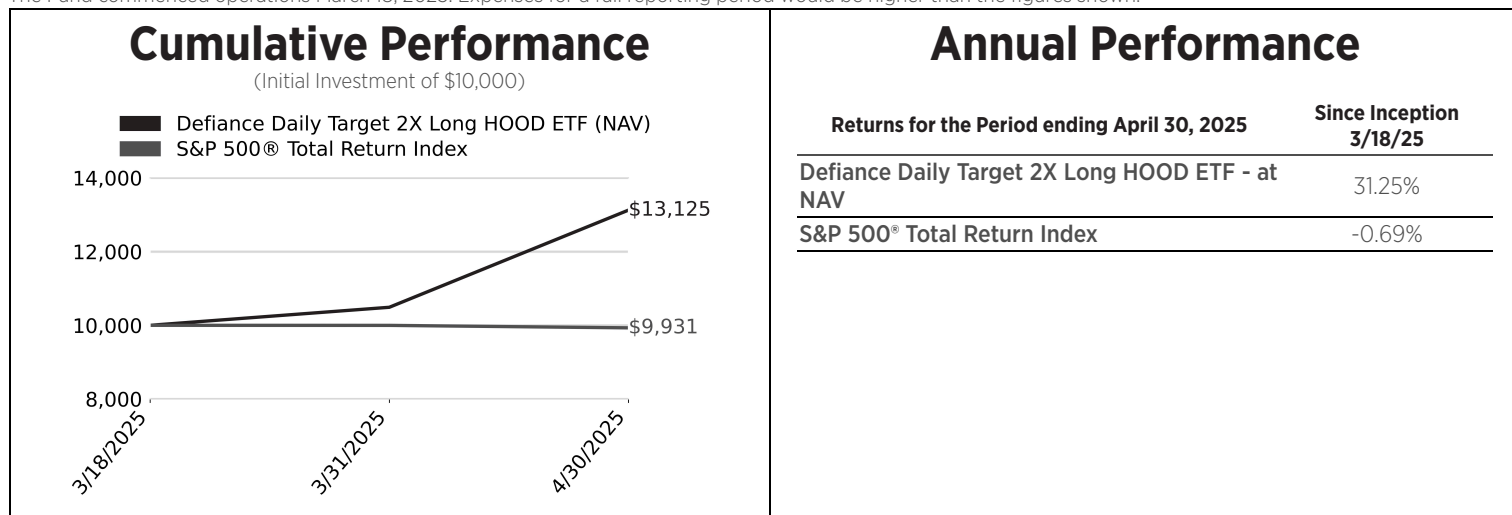 Cumulative Performance
(Initial Investment of $10,000)
Defiance Daily Target 2X Long HOOD ETF (NAV)
S&P 500® Total Return Index
14,000
$13,125
12,000
10,000
$9,931
8,000
3/18/2025
3/31/2025
4/30/2025
Annual Performance
Returns for the Period ending April 30, 2025
Since Inception
3/18/25
Defiance Daily Target 2X Long HOOD ETF - at
NAV
31.25%
S&P 500® Total Return Index
-0.69%